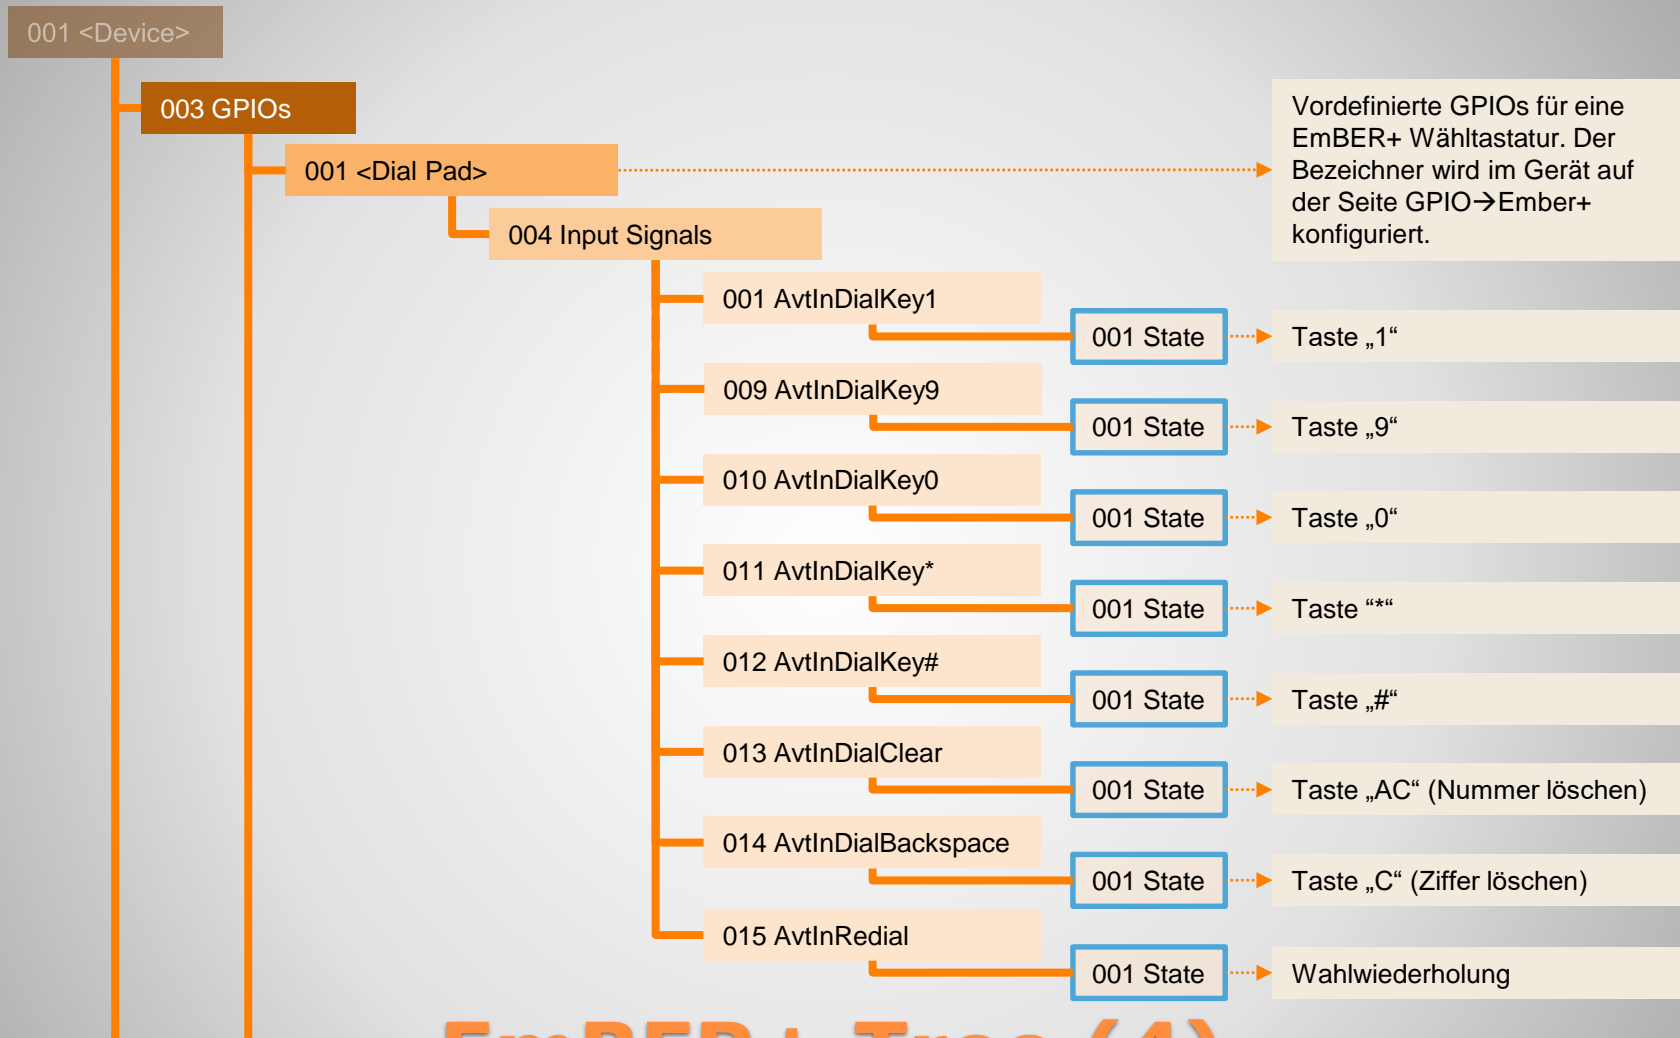 001 <Device>
003 GPIOs
001 <Dial Pad>
Vordefinierte GPIOs für eine
EmBER+ Wähltastatur. Der
Bezeichner wird im Gerät auf
der Seite GPIO→Ember+
konfiguriert.
004 Input Signals
001 AvtInDialKey1
001 State
Taste „1“
009 AvtInDialKey9
001 State
Taste „9“
010 AvtInDialKey0
001 State
Taste „0“
011 AvtInDialKey*
001 State
Taste “*“
012 AvtInDialKey#
001 State
Taste „#“
013 AvtInDialClear
001 State
Taste „AC“ (Nummer löschen)
014 AvtInDialBackspace
001 State
Taste „C“ (Ziffer löschen)
015 AvtInRedial
001 State
Wahlwiederholung
EmBER+ Tree (4)